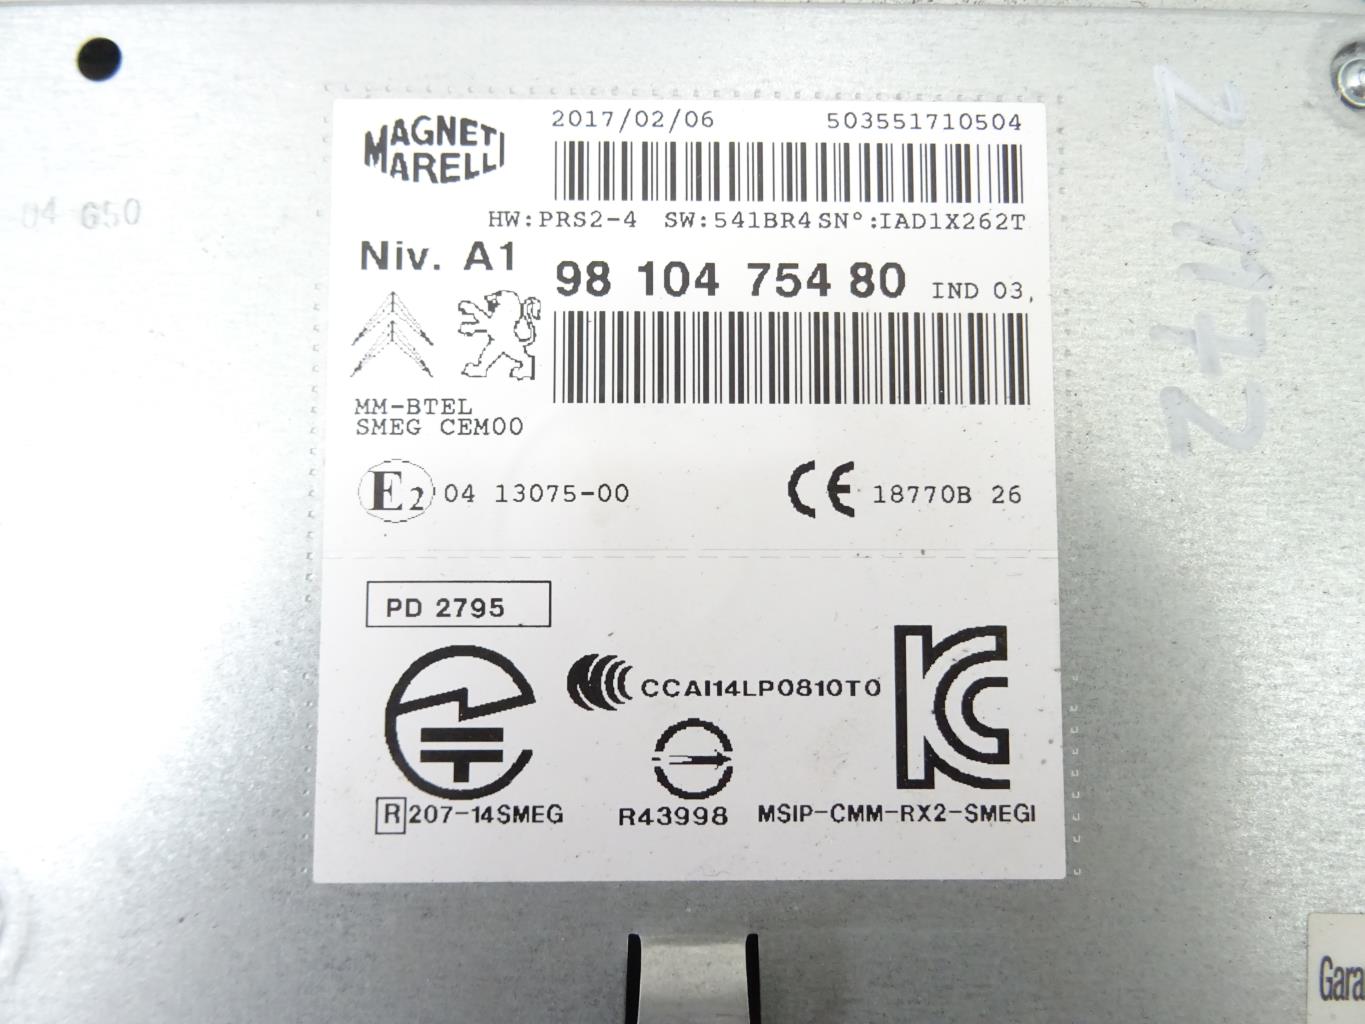 MAGNETI
MARELLI
2017/02/06 503551710504
HW:PRS2-4 SW:541BR4 SN°:IAD1X262T
Niv. A1
98 104 754 80 IND 03,
MM-BTEL
SMEG CEM00
E2 04 13075-00
CE 18770B 26
PD 2795
CCAI14LP0810T0
R 207-14SMEG
R43998
MSIP-CMM-RX2-SMEG1
04 650
Gara